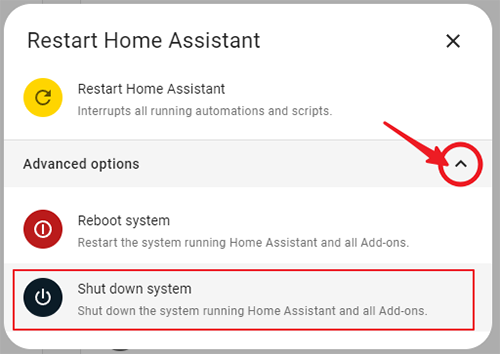 Restart Home Assistant
Restart Home Assistant
Interrupts all running automations and scripts.
Advanced options
Reboot system
Restart the system running Home Assistant and all Add-ons.
Shut down system
Shut down the system running Home Assistant and all Add-ons.